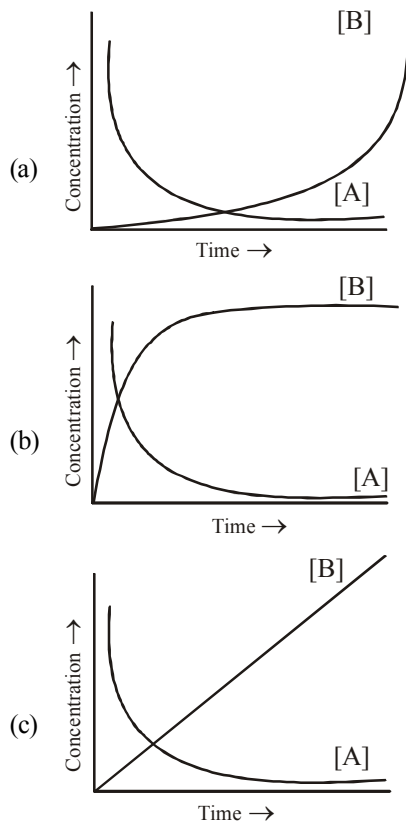 [B]
Concentration →
(a)
[A]
Time →
[B]
Concentration →
(b)
[A]
Time →
[B]
Concentration →
(c)
[A]
Time →